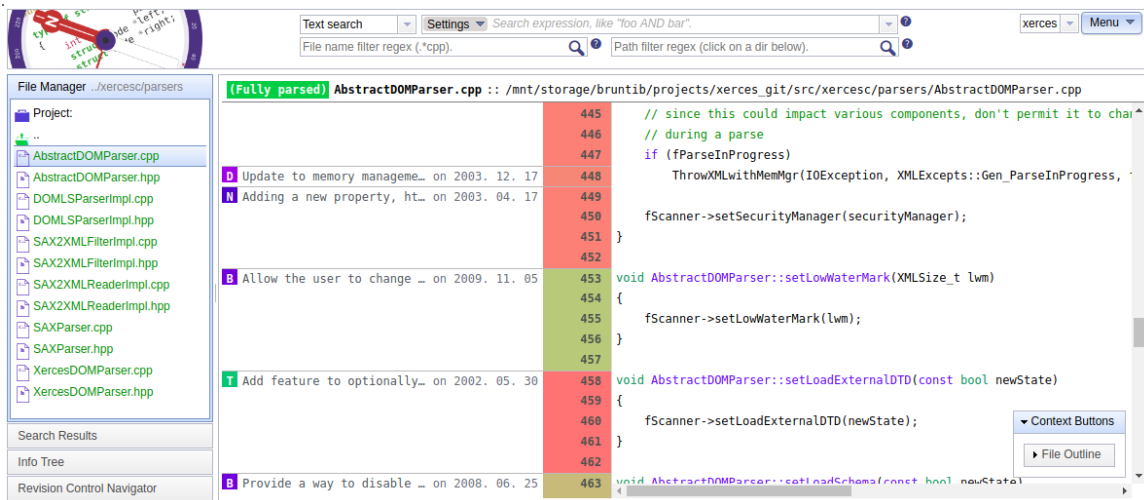 Text search Settings Search expression, like "foo AND bar". xerces Menu
File name filter regex (.*cpp). Path filter regex (click on a dir below).
File Manager ../xercesc/parsers
Project:
..
AbstractDOMParser.cpp
AbstractDOMParser.hpp
DOMLSParserImpl.cpp
DOMLSParserImpl.hpp
SAX2XMLFilterImpl.cpp
SAX2XMLFilterImpl.hpp
SAX2XMLReaderImpl.cpp
SAX2XMLReaderImpl.hpp
SAXParser.cpp
SAXParser.hpp
XercesDOMParser.cpp
XercesDOMParser.hpp
Search Results
Info Tree
Revision Control Navigator
(Fully parsed) AbstractDOMParser.cpp :: /mnt/storage/bruntib/projects/xerces_git/src/xercesc/parsers/AbstractDOMParser.cpp
445 // since this could impact various components, don't permit it to
446 // during a parse
447 if (fParseInProgress)
D Update to memory manageme… on 2003. 12. 17 448 ThrowXMLwithMemMgr(IOException, XMLExcepts::Gen_ParseInProgress,
N Adding a new property, ht… on 2003. 04. 17 449
450 fScanner->setSecurityManager(securityManager);
451 }
452
B Allow the user to change … on 2009. 11. 05 453 void AbstractDOMParser::setLowWaterMark(XMLSize_t lwm)
454 {
455 fScanner->setLowWaterMark(lwm);
456 }
457
T Add feature to optionally… on 2002. 05. 30 458 void AbstractDOMParser::setLoadExternalDTD(const bool newState)
459 {
460 fScanner->setLoadExternalDTD(newState);
461 }
462
B Provide a way to disable … on 2008. 06. 25 463 void AbstractDOMParser::setLoadSchema(const bool newState)
Context Buttons
File Outline